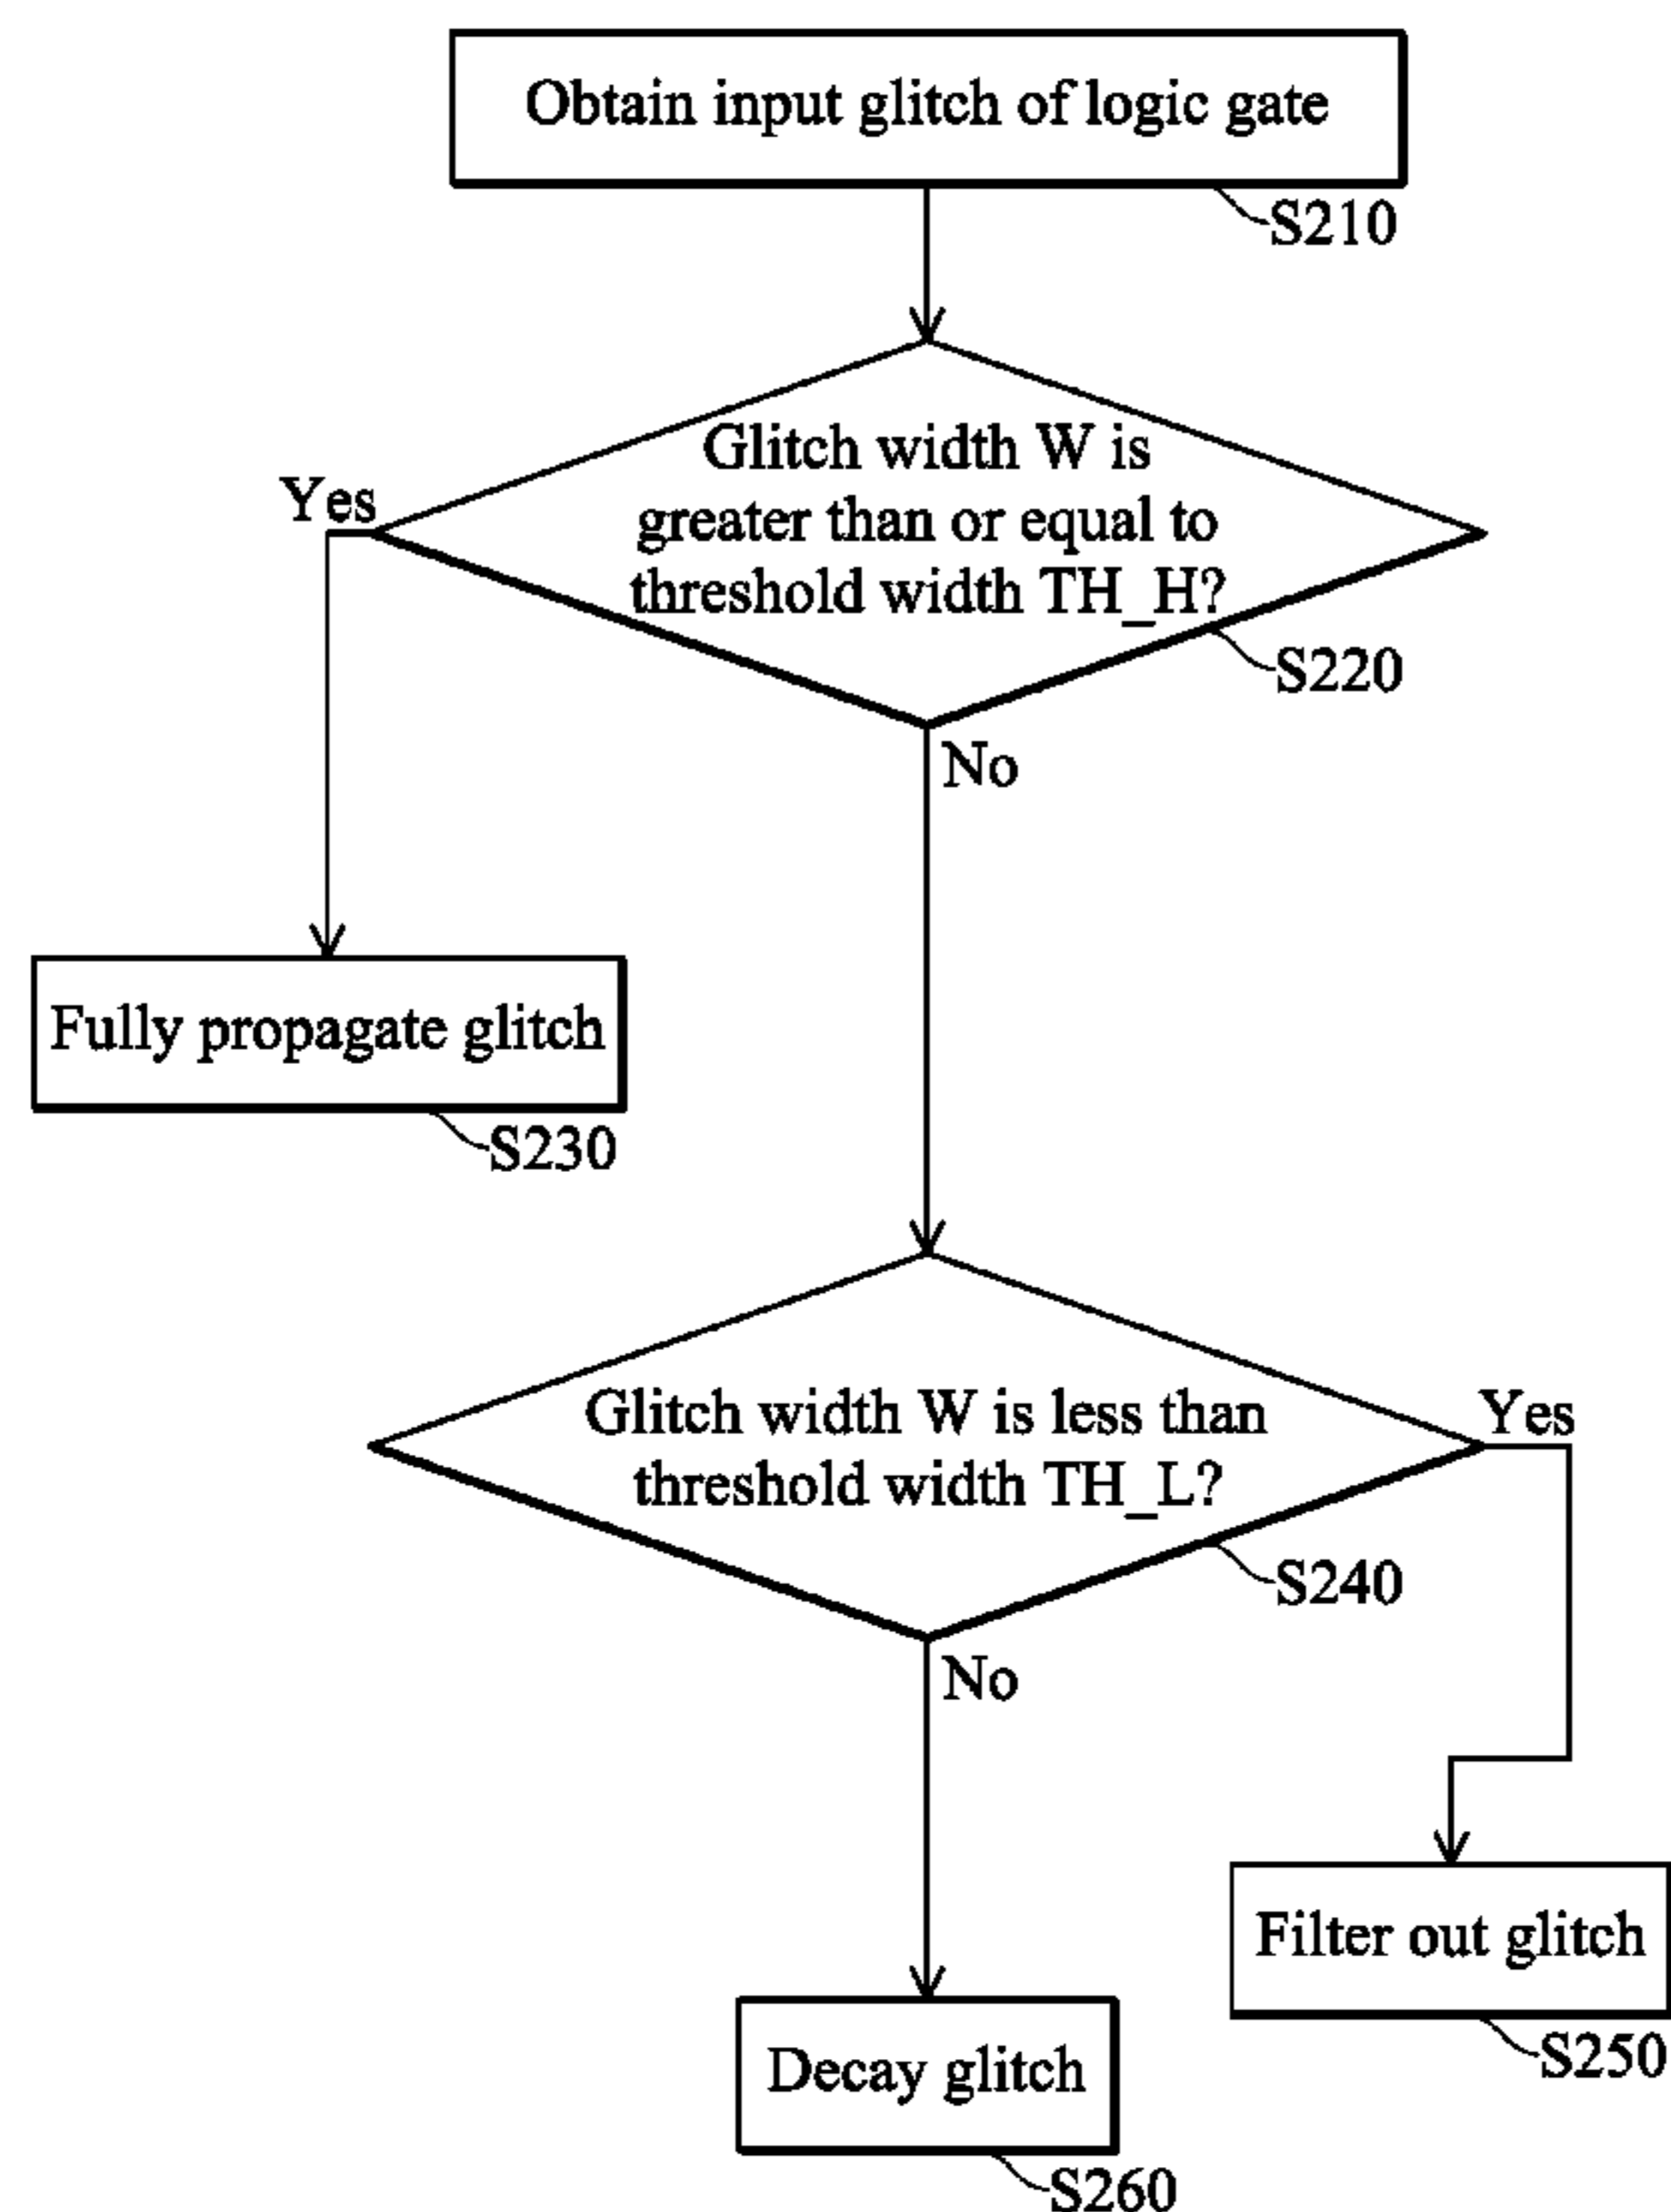 Obtain input glitch of logic gate
S210
Glitch width W is
greater than or equal to
threshold width TH_H?
Yes
S220
No
Fully propagate glitch
S230
Glitch width W is less than
threshold width TH_L?
Yes
S240
No
Filter out glitch
S250
Decay glitch
S260